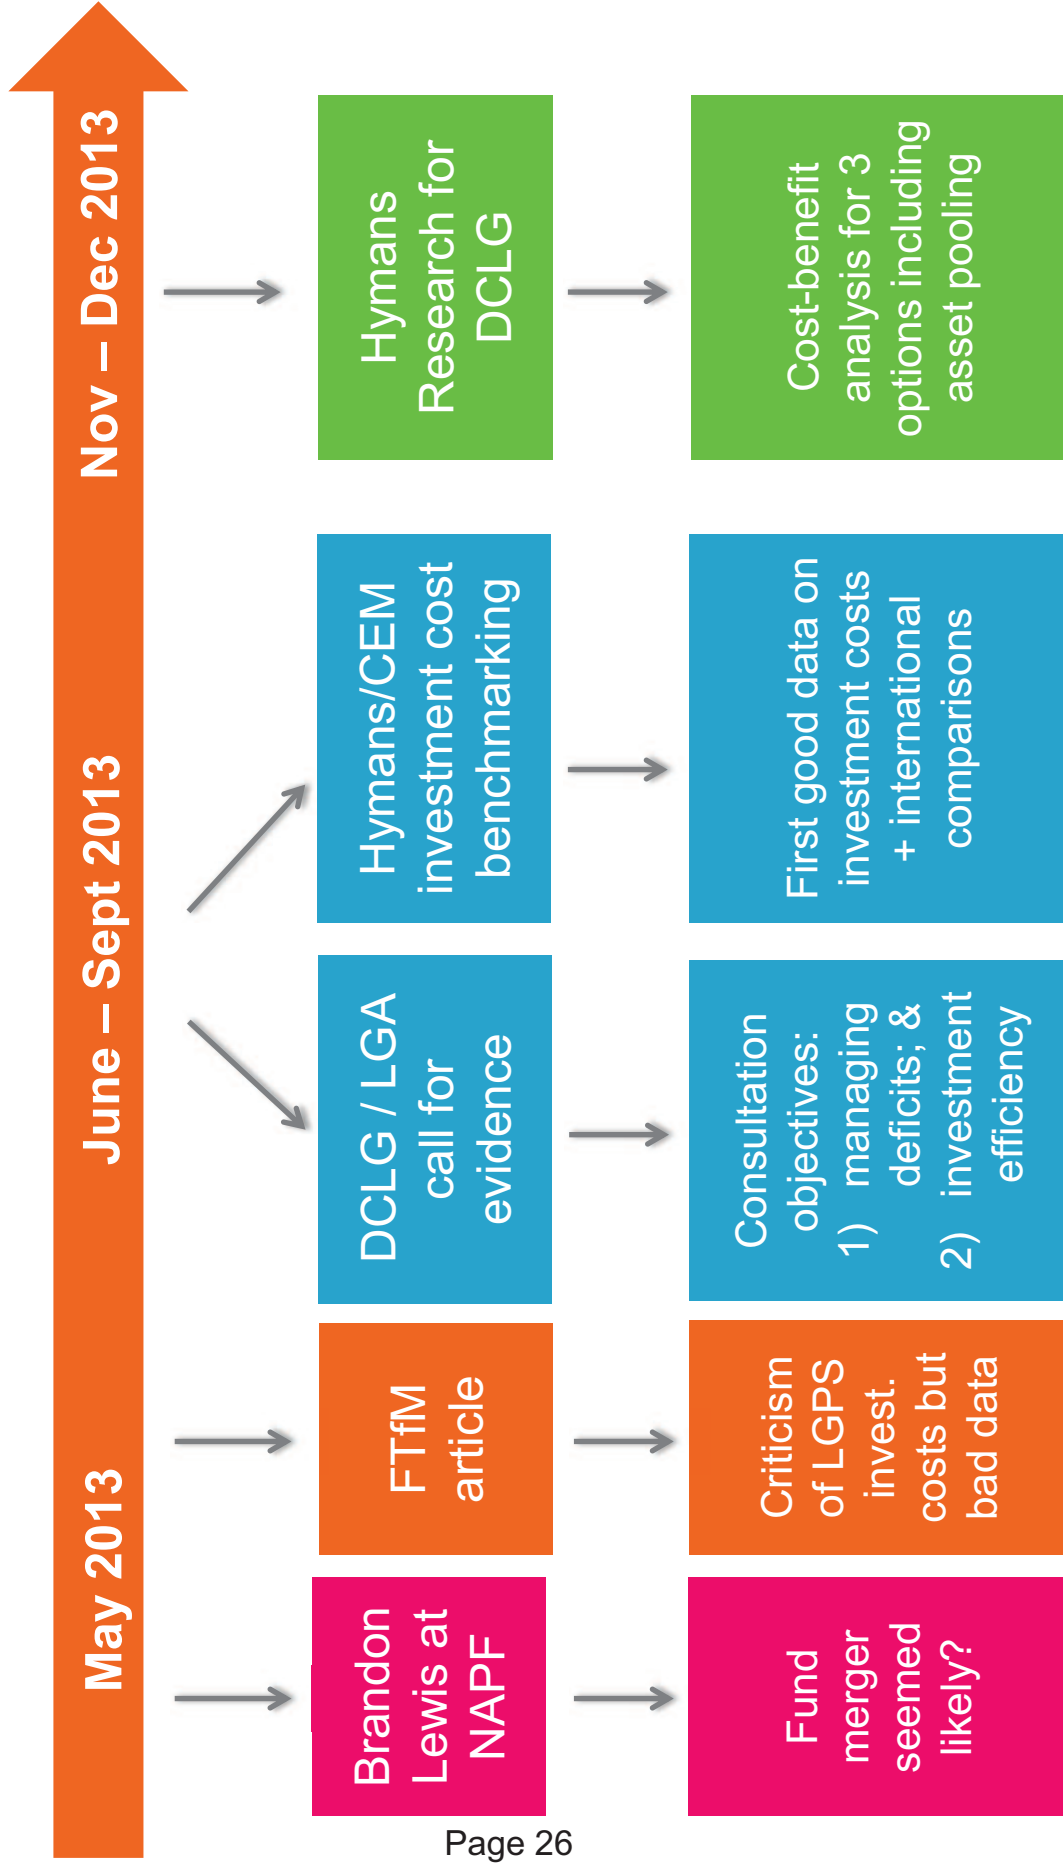 May 2013
June – Sept 2013
Nov – Dec 2013
Brandon
Lewis at
NAPF
FTfM
article
DCLG / LGA
call for
evidence
Hymans/CEM
investment cost
benchmarking
Hymans
Research for
DCLG
Fund
merger
seemed
likely?
Criticism
of LGPS
invest.
costs but
bad data
Consultation
objectives:
1) managing
deficits; &
2) investment
efficiency
First good data on
investment costs
+ international
comparisons
Cost-benefit
analysis for 3
options including
asset pooling
Page 26